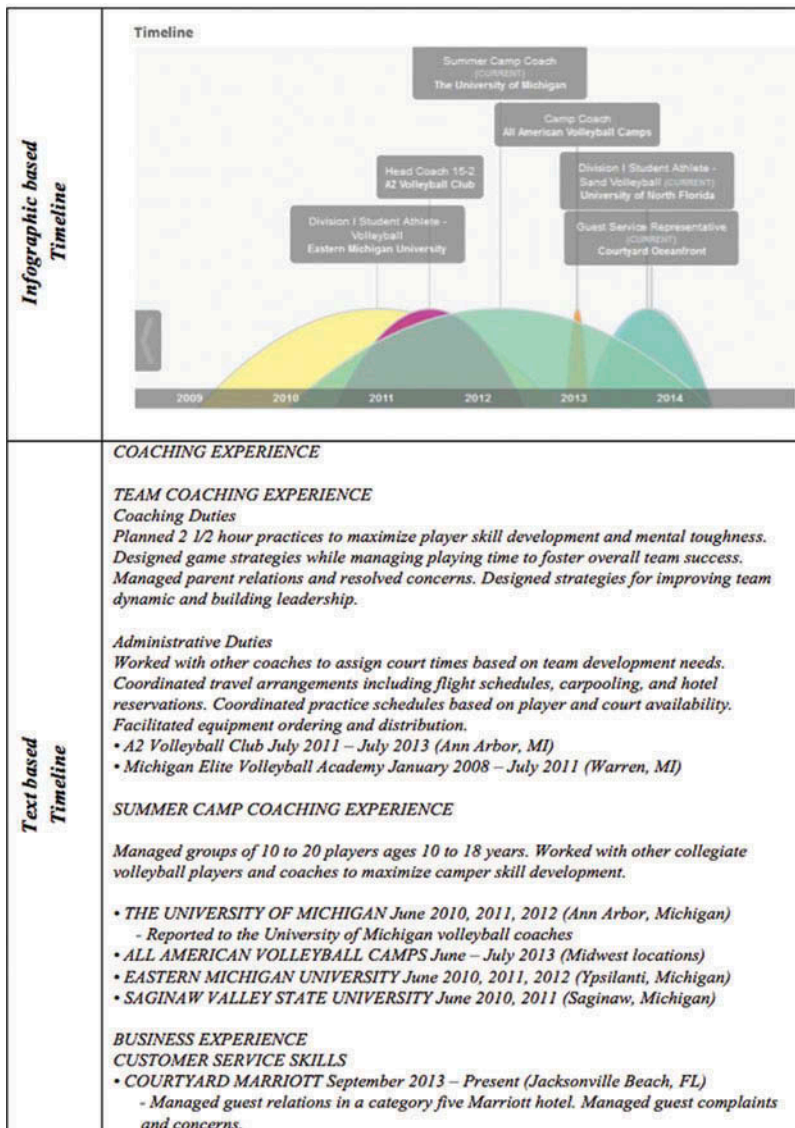 Infographic based
Timeline
Timeline
Summer Camp Coach
(CURRENT)
The University of Michigan
Camp Coach
All American Volleyball Camps
Head Coach 15-2
A2 Volleyball Club
Division I Student Athlete -
Sand Volleyball (CURRENT)
University of North Florida
Division I Student Athlete -
Volleyball
Eastern Michigan University
Guest Service Representative
(CURRENT)
Courtyard Oceanfront
2009 2010 2011 2012 2013 2014
Text based
Timeline
COACHING EXPERIENCE
TEAM COACHING EXPERIENCE
Coaching Duties
Planned 2 1/2 hour practices to maximize player skill development and mental toughness.
Designed game strategies while managing playing time to foster overall team success.
Managed parent relations and resolved concerns. Designed strategies for improving team
dynamic and building leadership.
Administrative Duties
Worked with other coaches to assign court times based on team development needs.
Coordinated travel arrangements including flight schedules, carpooling, and hotel
reservations. Coordinated practice schedules based on player and court availability.
Facilitated equipment ordering and distribution.
• A2 Volleyball Club July 2011 – July 2013 (Ann Arbor, MI)
• Michigan Elite Volleyball Academy January 2008 – July 2011 (Warren, MI)
SUMMER CAMP COACHING EXPERIENCE
Managed groups of 10 to 20 players ages 10 to 18 years. Worked with other collegiate
volleyball players and coaches to maximize camper skill development.
• THE UNIVERSITY OF MICHIGAN June 2010, 2011, 2012 (Ann Arbor, Michigan)
- Reported to the University of Michigan volleyball coaches
• ALL AMERICAN VOLLEYBALL CAMPS June – July 2013 (Midwest locations)
• EASTERN MICHIGAN UNIVERSITY June 2010, 2011, 2012 (Ypsilanti, Michigan)
• SAGINAW VALLEY STATE UNIVERSITY June 2010, 2011 (Saginaw, Michigan)
BUSINESS EXPERIENCE
CUSTOMER SERVICE SKILLS
• COURTYARD MARRIOTT September 2013 – Present (Jacksonville Beach, FL)
- Managed guest relations in a category five Marriott hotel. Managed guest complaints
and concerns.